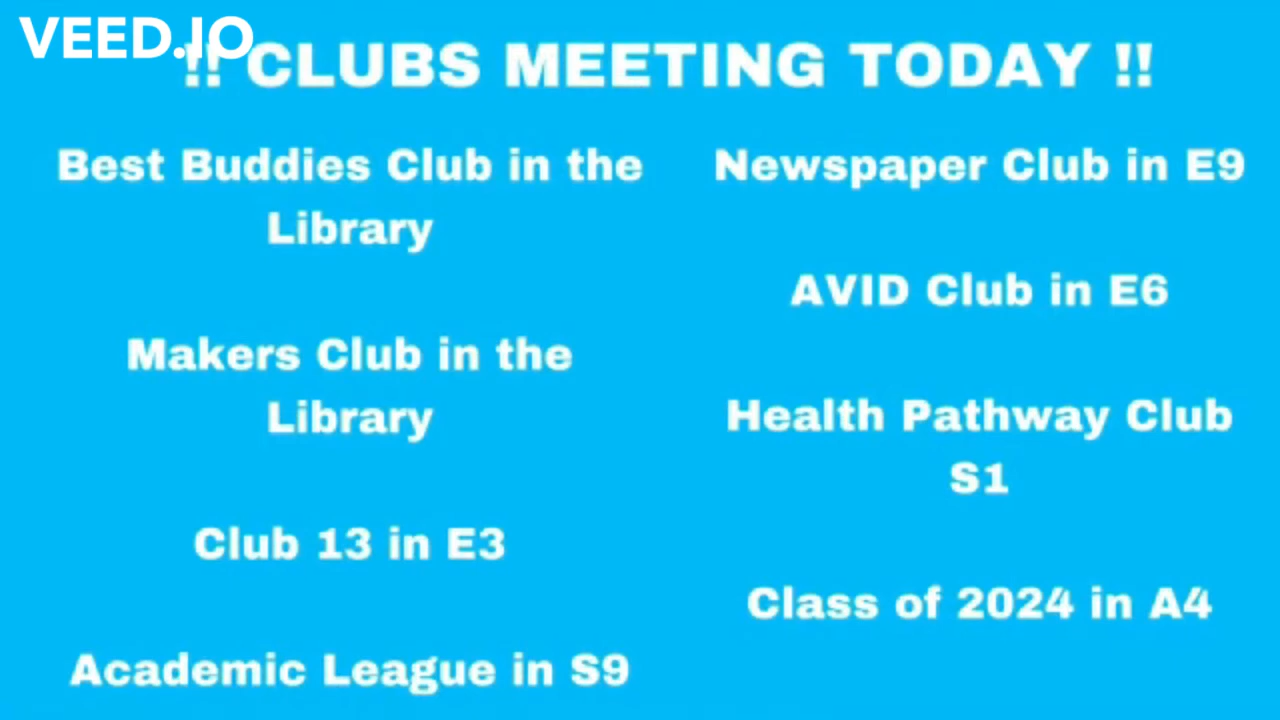 VEED.IO
!! CLUBS MEETING TODAY !!
Best Buddies Club in the
Library
Makers Club in the
Library
Club 13 in E3
Academic League in S9
Newspaper Club in E9
AVID Club in E6
Health Pathway Club
S1
Class of 2024 in A4